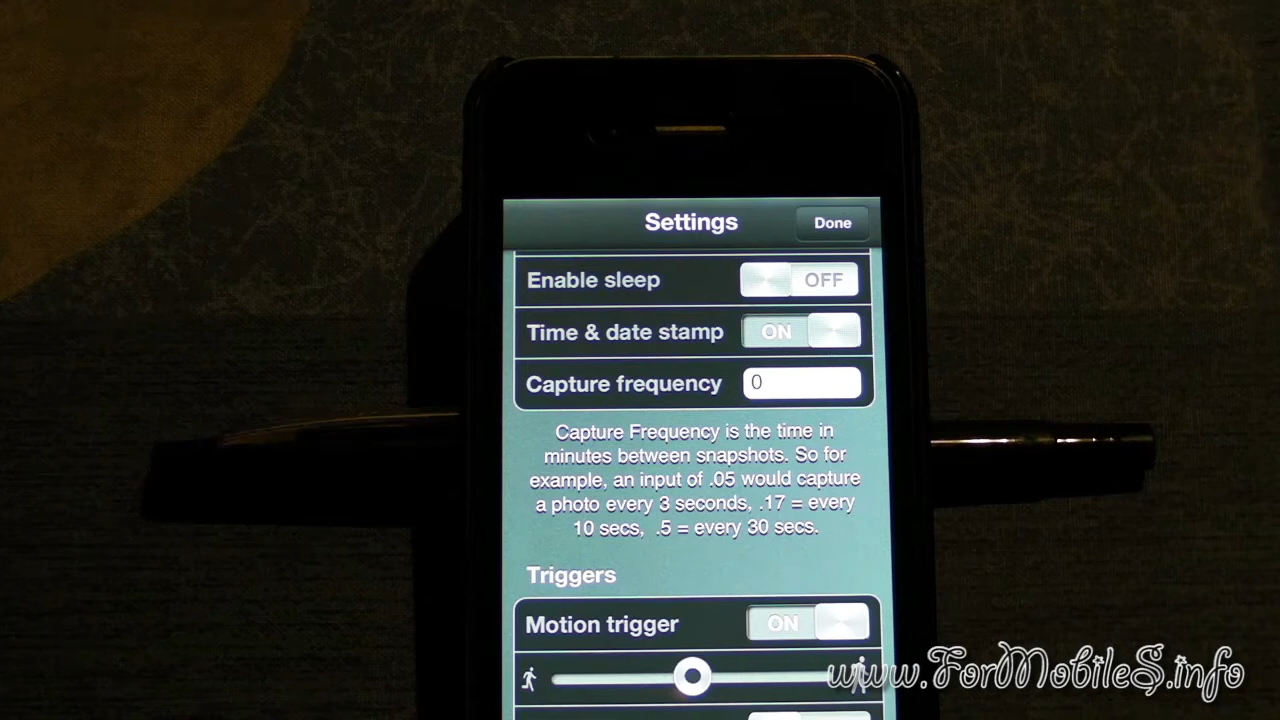 Settings
Done
Enable sleep
OFF
Time & date stamp
ON
Capture frequency
0
Capture Frequency is the time in
minutes between snapshots. So for
example, an input of .05 would capture
a photo every 3 seconds, .17 = every
10 secs,  .5 = every 30 secs.
Triggers
Motion trigger
ON
www.ForMobileS.info